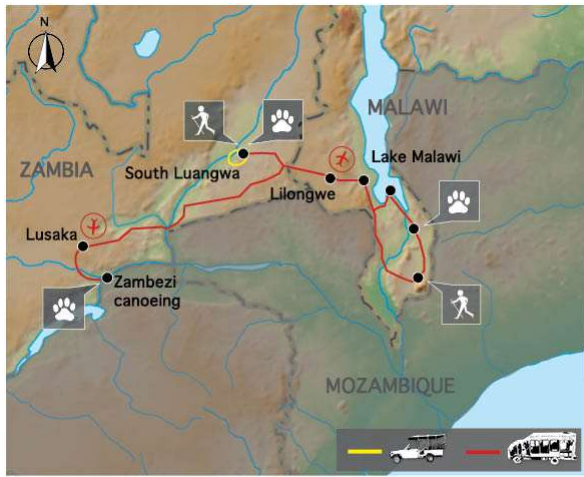 N
MALAWI
ZAMBIA
South Luangwa
Lake Malawi
Lilongwe
Lusaka
Zambezi
canoeing
MOZAMBIQUE